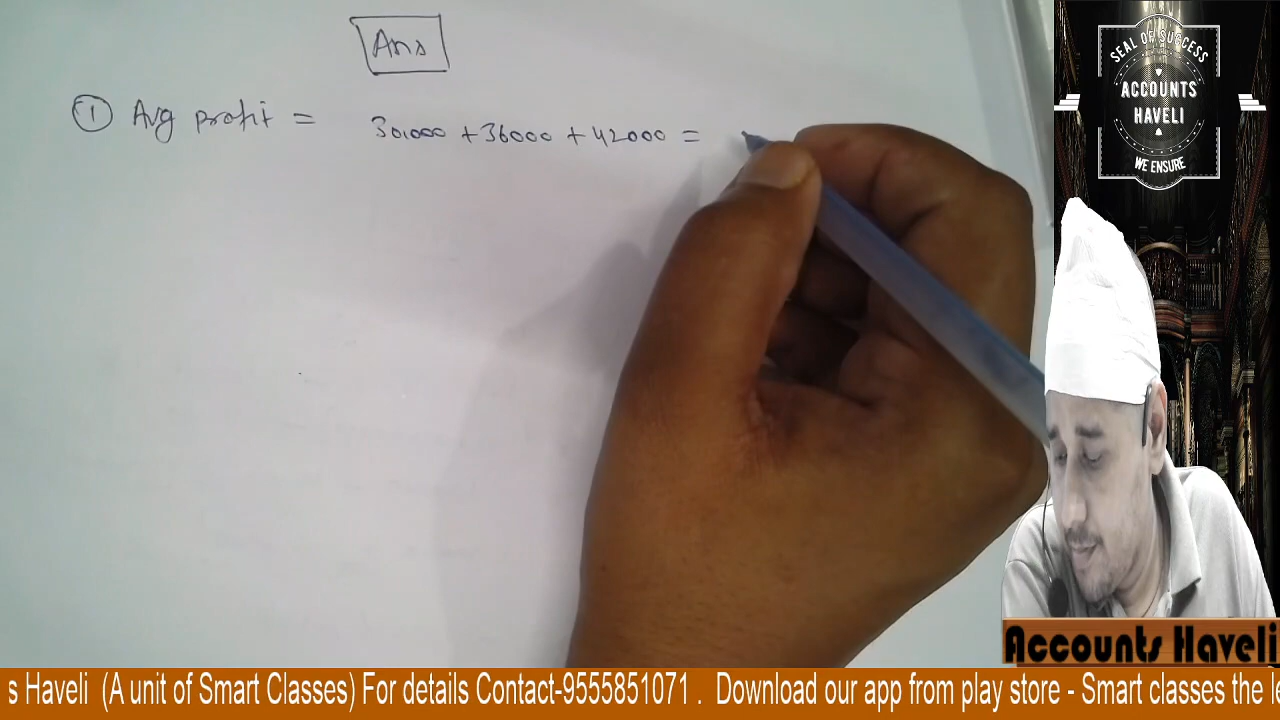 Ans
① Avg profit = 301000 + 36000 + 42000 =
SEAL OF SUCCESS
ACCOUNTS
HAVELI
WE ENSURE
Accounts Haveli
s Haveli (A unit of Smart Classes) For details Contact-9555851071 . Download our app from play store - Smart classes the le